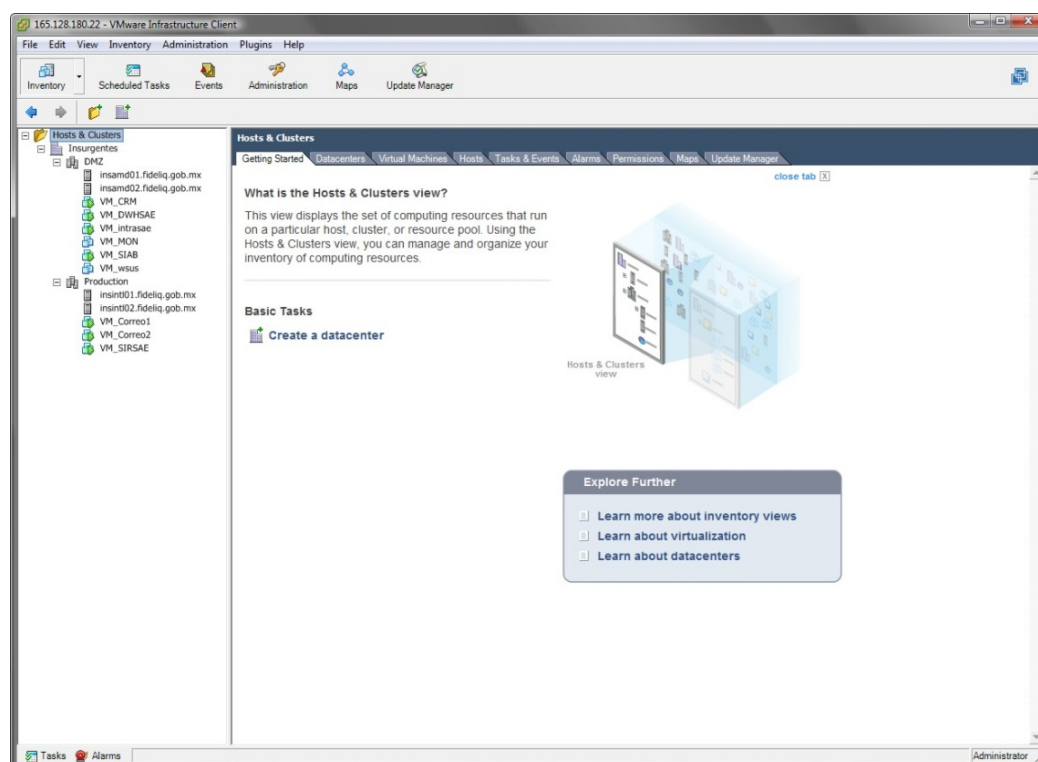 165.128.180.22 - VMware Infrastructure Client
File Edit View Inventory Administration Plugins Help
Inventory Scheduled Tasks Events Administration Maps Update Manager
Hosts & Clusters
Insurgentes
DMZ
insamd01.fideliq.gob.mx
insamd02.fideliq.gob.mx
VM_CRM
VM_DWHSAE
VM_intrasae
VM_MON
VM_SIAB
VM_wsus
Production
insintl01.fideliq.gob.mx
insintl02.fideliq.gob.mx
VM_Correo1
VM_Correo2
VM_SIRSAE
Hosts & Clusters
Getting Started Datacenters Virtual Machines Hosts Tasks & Events Alarms Permissions Maps Update Manager
close tab X
What is the Hosts & Clusters view?
This view displays the set of computing resources that run
on a particular host, cluster, or resource pool. Using the
Hosts & Clusters view, you can manage and organize your
inventory of computing resources.
Basic Tasks
Create a datacenter
Hosts & Clusters
view
Explore Further
Learn more about inventory views
Learn about virtualization
Learn about datacenters
Tasks Alarms Administrator